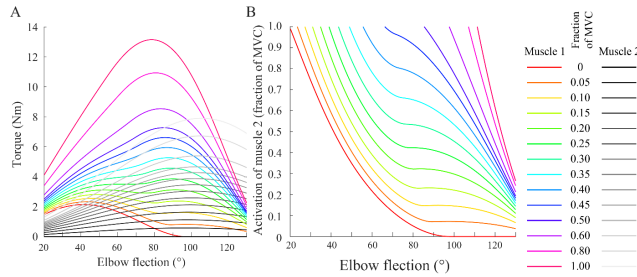 A
Torque (Nm)
14
12
10
8
6
4
2
0
20 40 60 80 100 120
Elbow flection (°)
B
Activation of muscle 2 (fraction of MVC)
1.0
0.9
0.8
0.7
0.6
0.5
0.4
0.3
0.2
0.1
0
20 40 60 80 100 120
Elbow flection (°)
Muscle 1
Fraction
of MVC
Muscle 2
0
0.05
0.10
0.15
0.20
0.25
0.30
0.35
0.40
0.45
0.50
0.60
0.80
1.00